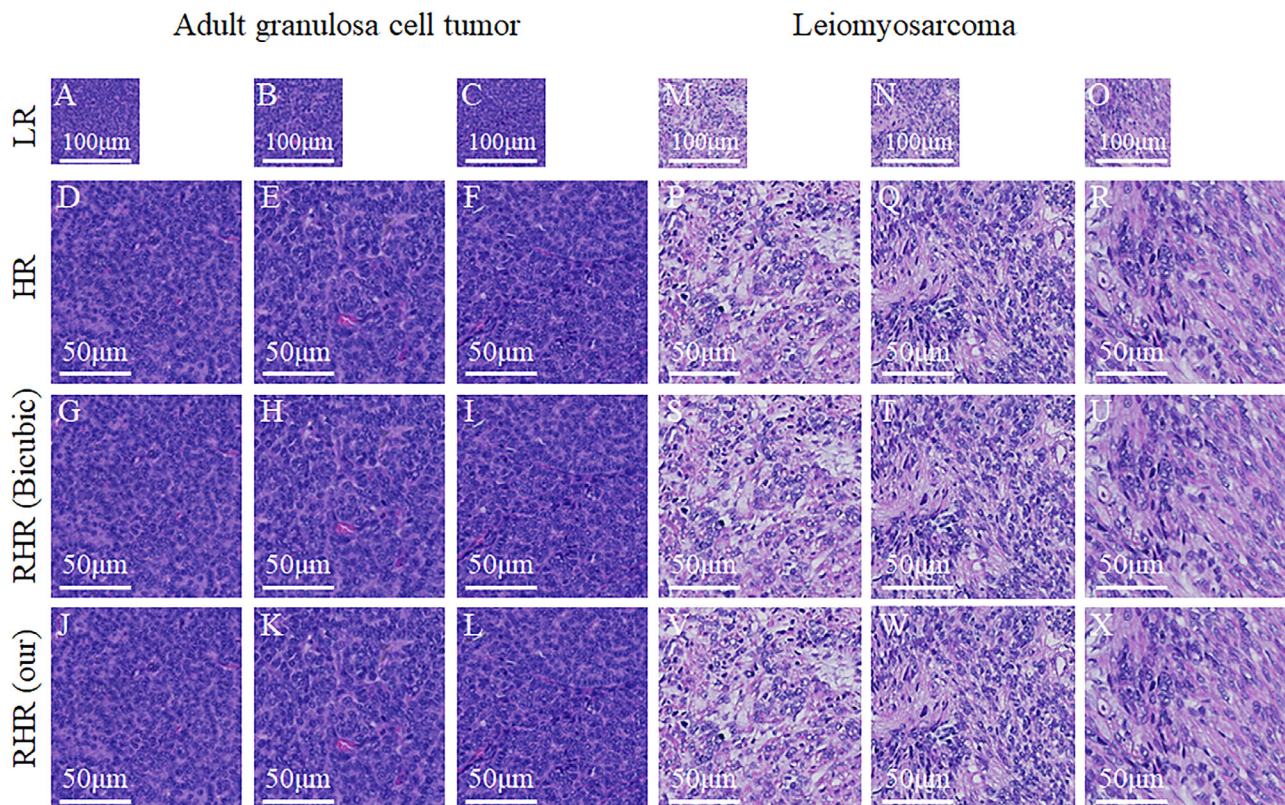 Adult granulosa cell tumor
Leiomyosarcoma
LR
A
B
C
M
N
O
100μm
100μm
100μm
100μm
100μm
100μm
HR
D
E
F
P
Q
R
50μm
50μm
50μm
50μm
50μm
50μm
RHR (Bicubic)
G
H
I
S
T
U
50μm
50μm
50μm
50μm
50μm
50μm
RHR (our)
J
K
L
V
W
X
50μm
50μm
50μm
50μm
50μm
50μm